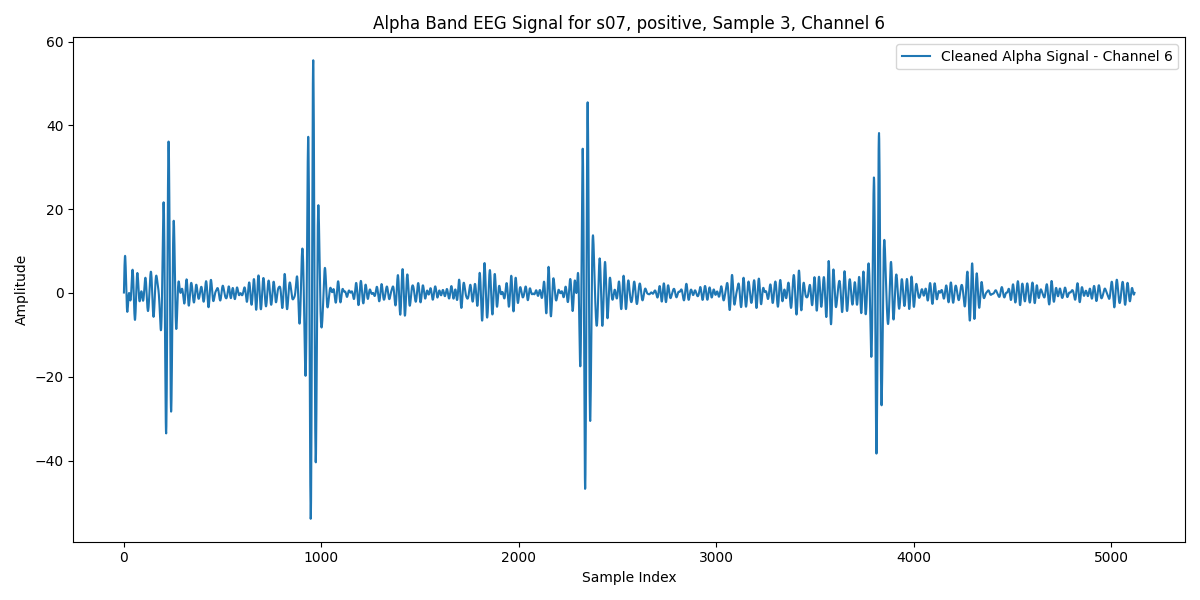 Alpha Band EEG Signal for s07, positive, Sample 3, Channel 6
Cleaned Alpha Signal - Channel 6
Amplitude
60
40
20
0
−20
−40
0 1000 2000 3000 4000 5000
Sample Index